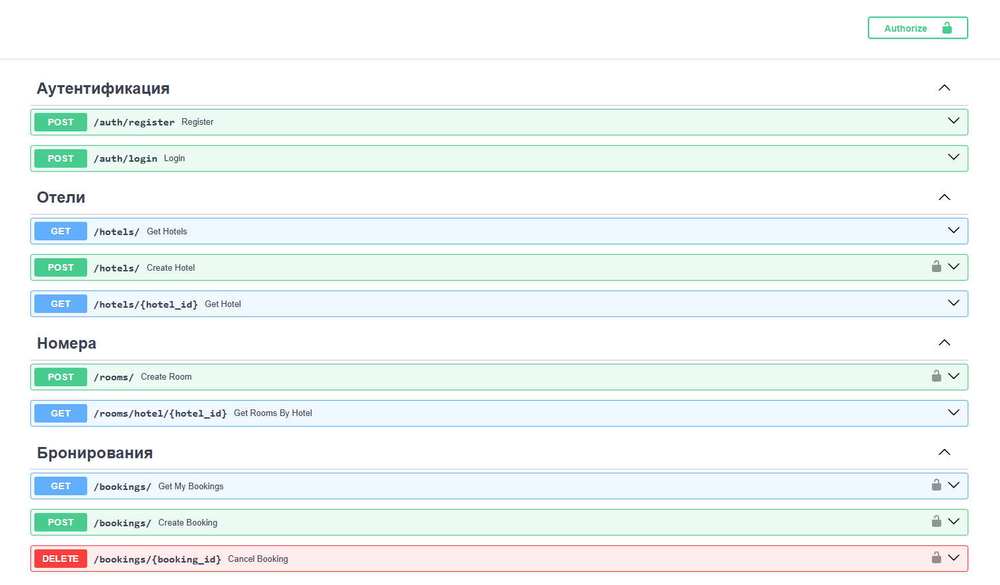 Authorize
Аутентификация
POST /auth/register Register
POST /auth/login Login
Отели
GET /hotels/ Get Hotels
POST /hotels/ Create Hotel
GET /hotels/{hotel_id} Get Hotel
Номера
POST /rooms/ Create Room
GET /rooms/hotel/{hotel_id} Get Rooms By Hotel
Бронирования
GET /bookings/ Get My Bookings
POST /bookings/ Create Booking
DELETE /bookings/{booking_id} Cancel Booking